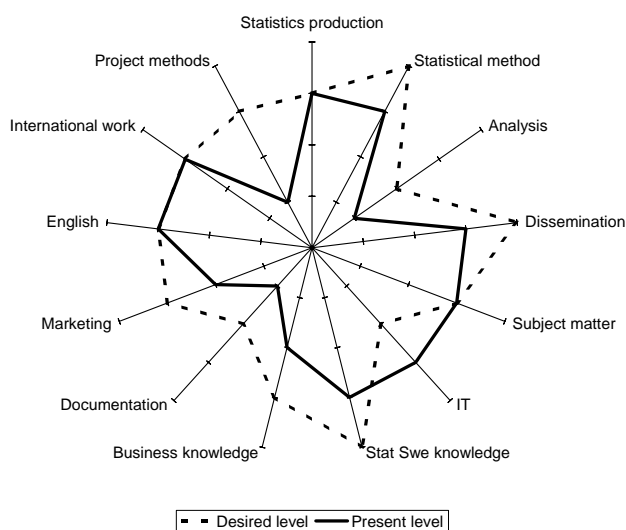 Statistics production
Project methods
Statistical method
International work
Analysis
English
Dissemination
Marketing
Subject matter
Documentation
IT
Business knowledge
Stat Swe knowledge
Desired level
Present level